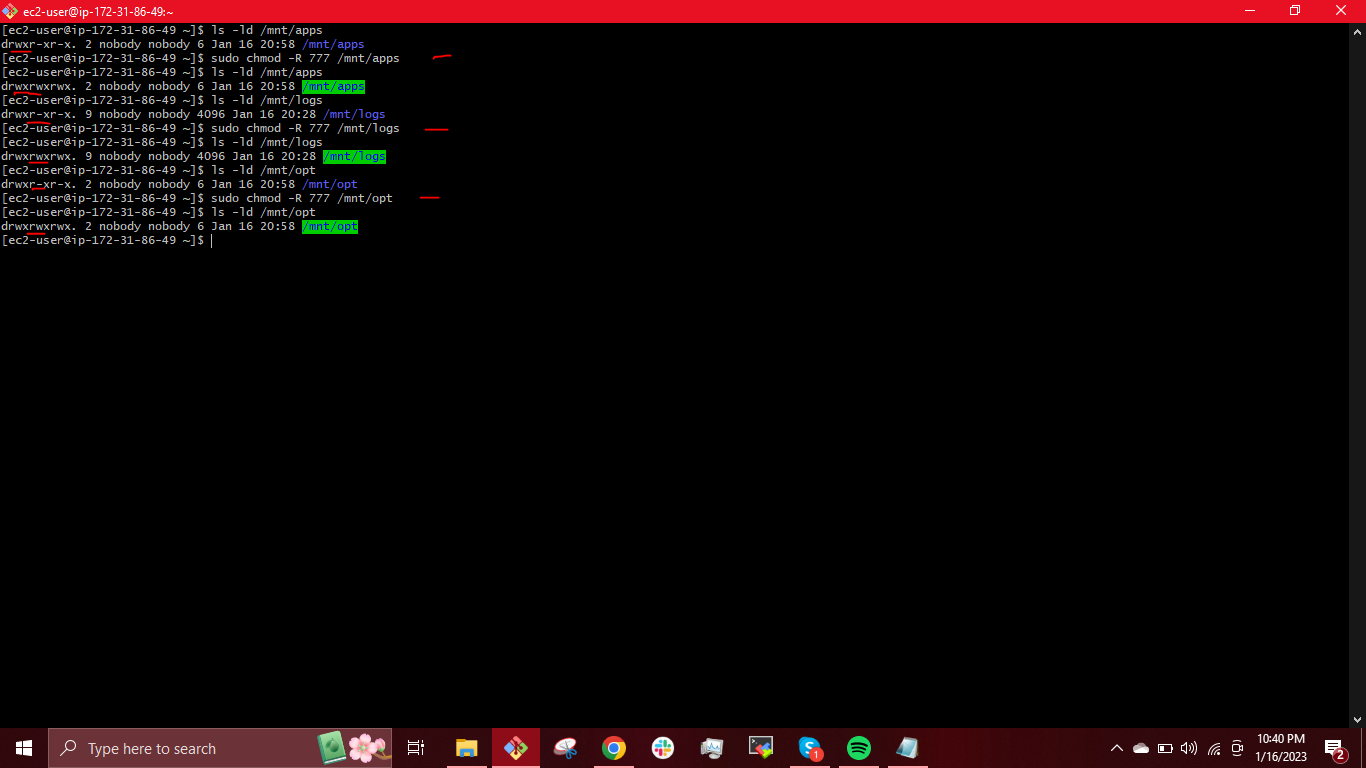 ec2-user@ip-172-31-86-49:~
[ec2-user@ip-172-31-86-49 ~]$ ls -ld /mnt/apps
drwxr-xr-x. 2 nobody nobody 6 Jan 16 20:58 /mnt/apps
[ec2-user@ip-172-31-86-49 ~]$ sudo chmod -R 777 /mnt/apps
[ec2-user@ip-172-31-86-49 ~]$ ls -ld /mnt/apps
drwxrwxrwx. 2 nobody nobody 6 Jan 16 20:58 /mnt/apps
[ec2-user@ip-172-31-86-49 ~]$ ls -ld /mnt/logs
drwxr-xr-x. 9 nobody nobody 4096 Jan 16 20:28 /mnt/logs
[ec2-user@ip-172-31-86-49 ~]$ sudo chmod -R 777 /mnt/logs
[ec2-user@ip-172-31-86-49 ~]$ ls -ld /mnt/logs
drwxrwxrwx. 9 nobody nobody 4096 Jan 16 20:28 /mnt/logs
[ec2-user@ip-172-31-86-49 ~]$ ls -ld /mnt/opt
drwxr-xr-x. 2 nobody nobody 6 Jan 16 20:58 /mnt/opt
[ec2-user@ip-172-31-86-49 ~]$ sudo chmod -R 777 /mnt/opt
[ec2-user@ip-172-31-86-49 ~]$ ls -ld /mnt/opt
drwxrwxrwx. 2 nobody nobody 6 Jan 16 20:58 /mnt/opt
[ec2-user@ip-172-31-86-49 ~]$
Type here to search
1
10:40 PM
1/16/2023
2